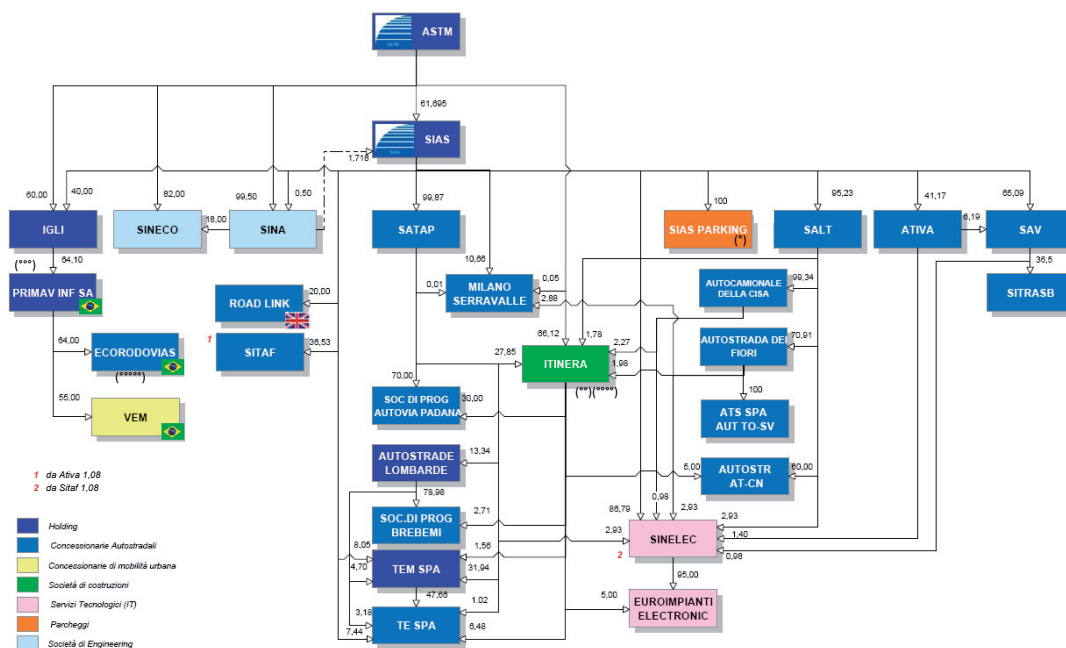 ASTM
ASTM
61,695
SIAS
SIAS
1,718
60,00
40,00
82,00
99,50
0,50
99,87
100
95,23
41,17
65,09
IGLI
SINECO
18,00
SINA
SATAP
SIAS PARKING
(°)
SALT
ATIVA
6,19
SAV
(°°°)
64,10
10,66
0,05
36,5
PRIMAV INF SA
ROAD LINK
20,00
0,01
MILANO
SERRAVALLE
2,88
AUTOCAMIONALE
DELLA CISA
99,34
SITRASB
64,00
ECORODOVIAS
(°°°°°)
1
SITAF
36,53
66,12
1,78
2,27
AUTOSTRADA DEI
FIORI
70,91
27,85
ITINERA
1,98
(°°)(°°°°)
55,00
VEM
70,00
SOC DI PROG
AUTOVIA PADANA
30,00
100
ATS SPA
AUT TO-SV
AUTOSTRADE
LOMBARDE
13,34
5,00
AUTOSTR
AT-CN
60,00
1 da Ativa 1,08
2 da Sitaf 1,08
78,98
86,79
0,98
2,93
2,93
SOC.DI PROG
BREBEMI
2,71
2,93
SINELEC
1,40
2
0,98
Holding
Concessionarie Autostradali
Concessionarie di mobilità urbana
Società di costruzioni
Servizi Tecnologici (IT)
Parcheggi
Società di Engineering
8,05
1,56
4,70
TEM SPA
31,94
95,00
47,66
1.02
5,00
EUROIMPIANTI
ELECTRONIC
3,18
7,44
TE SPA
6,48